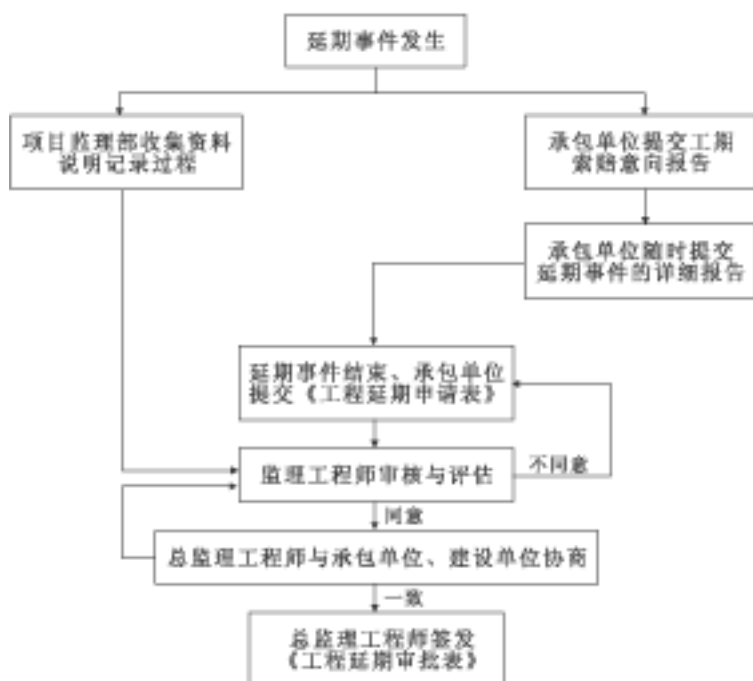 延期事件发生
项目监理部收集资料
说明记录过程
承包单位提交工期
索赔意向报告
承包单位随时提交
延期事件的详细报告
延期事件结束、承包单位
提交《工程延期申请表》
监理工程师审核与评估
不同意
同意
总监理工程师与承包单位、建设单位协商
一致
总监理工程师签发
《工程延期审批表》